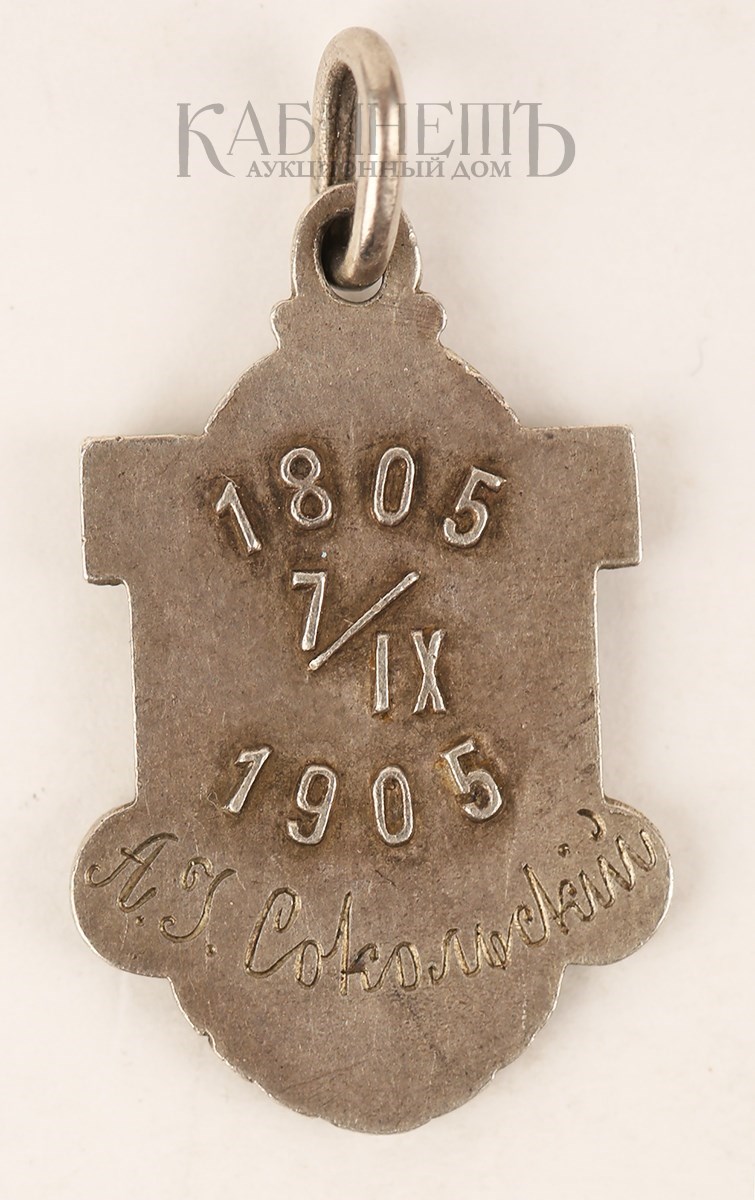 КАБИНЕТЪ
АУКЦИОННЫЙ ДОМ
1805
7/IX
1905
А. І. Сокольскій